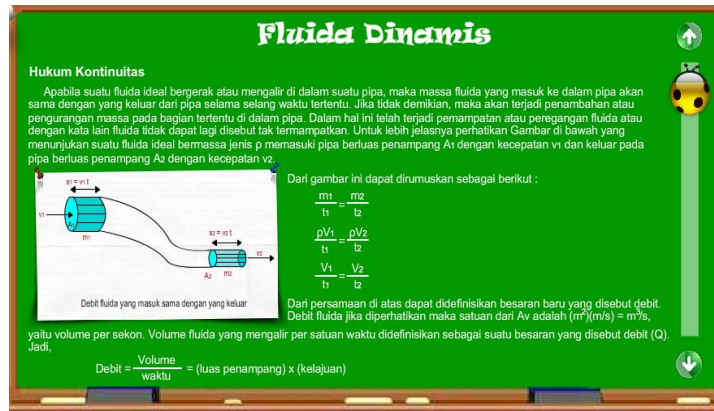 Fluida Dinamis
Hukum Kontinuitas
Apabila suatu fluida ideal bergerak atau mengalir di dalam suatu pipa, maka massa fluida yang masuk ke dalam pipa akan
sama dengan yang keluar dari pipa selama selang waktu tertentu. Jika tidak demikian, maka akan terjadi penambahan atau
pengurangan massa pada bagian tertentu di dalam pipa. Dalam hal ini telah terjadi pemampatan atau peregangan fluida atau
dengan kata lain fluida tidak dapat lagi disebut tak termampatkan. Untuk lebih jelasnya perhatikan Gambar di bawah yang
menunjukan suatu fluida ideal bermassa jenis ρ memasuki pipa berluas penampang A1 dengan kecepatan v1 dan keluar pada
pipa berluas penampang A2 dengan kecepatan v2.
s1 = v1 t
v1
A1
m1
s2 = v2 t
v2
A2
m2
Debit fluida yang masuk sama dengan yang keluar
Dari gambar ini dapat dirumuskan sebagai berikut :
m1/t1 = m2/t2
ρV1/t1 = ρV2/t2
V1/t1 = V2/t2
Dari persamaan di atas dapat didefinisikan besaran baru yang disebut debit.
Debit fluida jika diperhatikan maka satuan dari Av adalah (m²)(m/s) = m³/s,
yaitu volume per sekon. Volume fluida yang mengalir per satuan waktu didefinisikan sebagai suatu besaran yang disebut debit (Q).
Jadi,
Debit = Volume/waktu = (luas penampang) x (kelajuan)